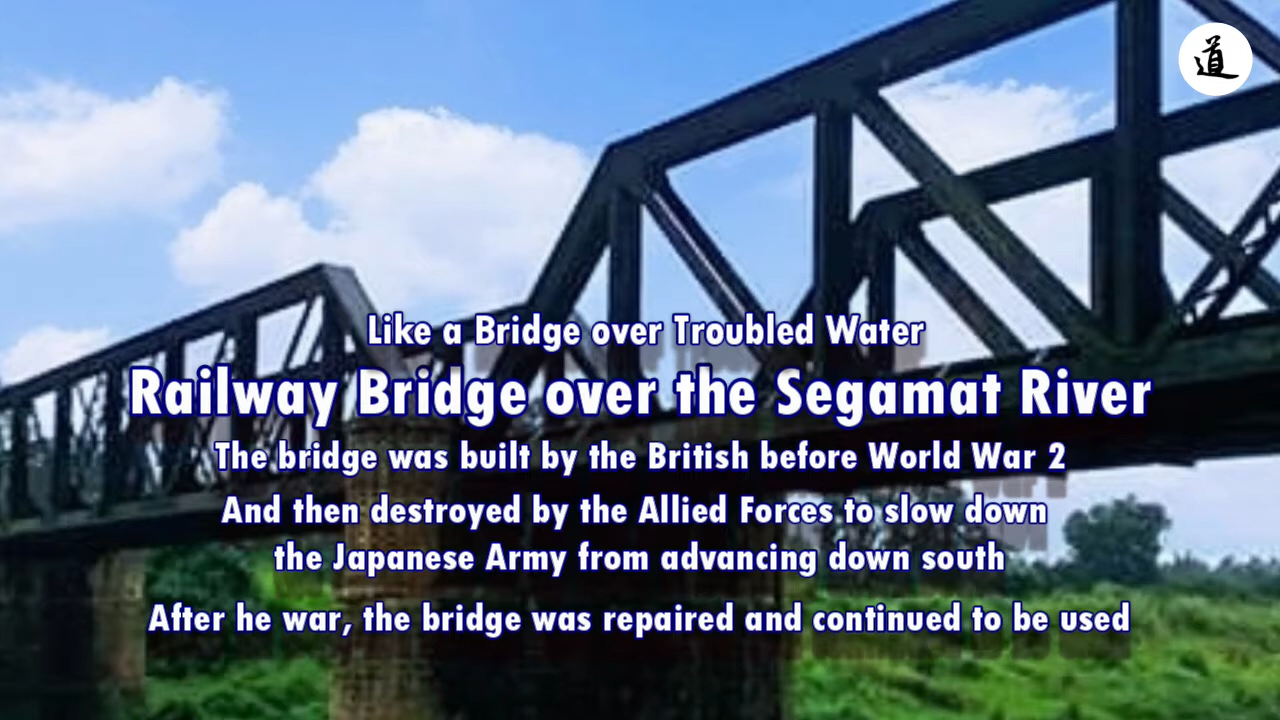 道
Like a Bridge over Troubled Water
Railway Bridge over the Segamat River
The bridge was built by the British before World War 2
And then destroyed by the Allied Forces to slow down
the Japanese Army from advancing down south
After he war, the bridge was repaired and continued to be used